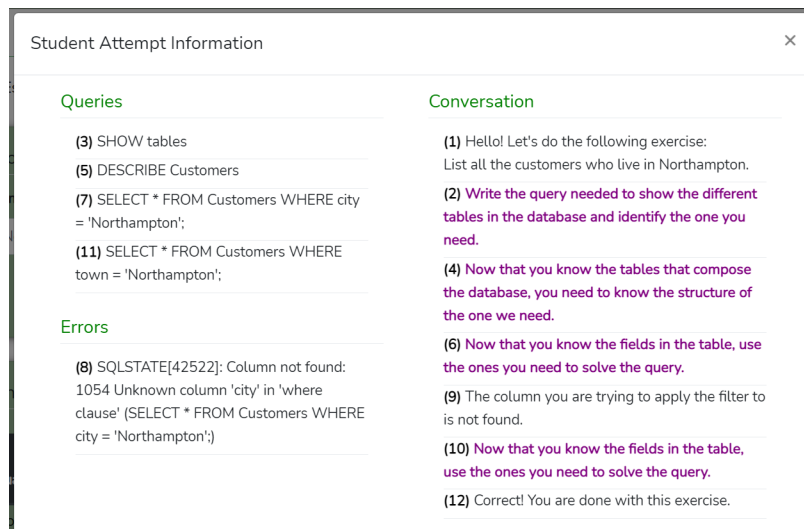 Student Attempt Information
×
Queries
(3) SHOW tables
(5) DESCRIBE Customers
(7) SELECT * FROM Customers WHERE city
= 'Northampton';
(11) SELECT * FROM Customers WHERE
town = 'Northampton';
Errors
(8) SQLSTATE[42522]: Column not found:
1054 Unknown column 'city' in 'where
clause' (SELECT * FROM Customers WHERE
city = 'Northampton';)
Conversation
(1) Hello! Let's do the following exercise:
List all the customers who live in Northampton.
(2) Write the query needed to show the different
tables in the database and identify the one you
need.
(4) Now that you know the tables that compose
the database, you need to know the structure of
the one we need.
(6) Now that you know the fields in the table, use
the ones you need to solve the query.
(9) The column you are trying to apply the filter to
is not found.
(10) Now that you know the fields in the table,
use the ones you need to solve the query.
(12) Correct! You are done with this exercise.